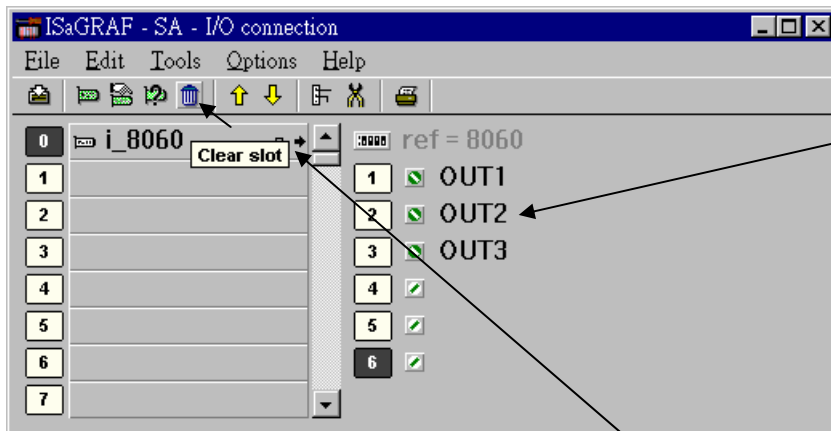 ISaGRAF - SA - I/O connection
File Edit Tools Options Help
0 i_8060
Clear slot
1
2
3
4
5
6
7
ref = 8060
1 OUT1
2 OUT2
3 OUT3
4
5
6